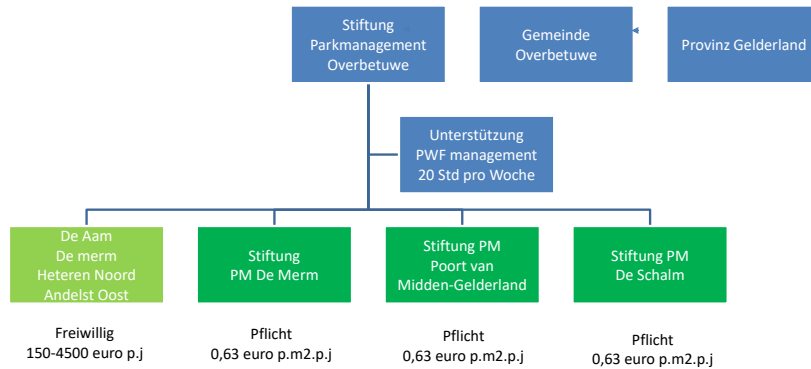 Stiftung
Parkmanagement
Overbetuwe
Gemeinde
Overbetuwe
Provinz Gelderland
Unterstützung
PWF management
20 Std pro Woche
De Aam
De merm
Heteren Noord
Andelst Oost
Stiftung
PM De Merm
Stiftung PM
Poort van
Midden-Gelderland
Stiftung PM
De Schalm
Freiwillig
150-4500 euro p.j
Pflicht
0,63 euro p.m2.p.j
Pflicht
0,63 euro p.m2.p.j
Pflicht
0,63 euro p.m2.p.j